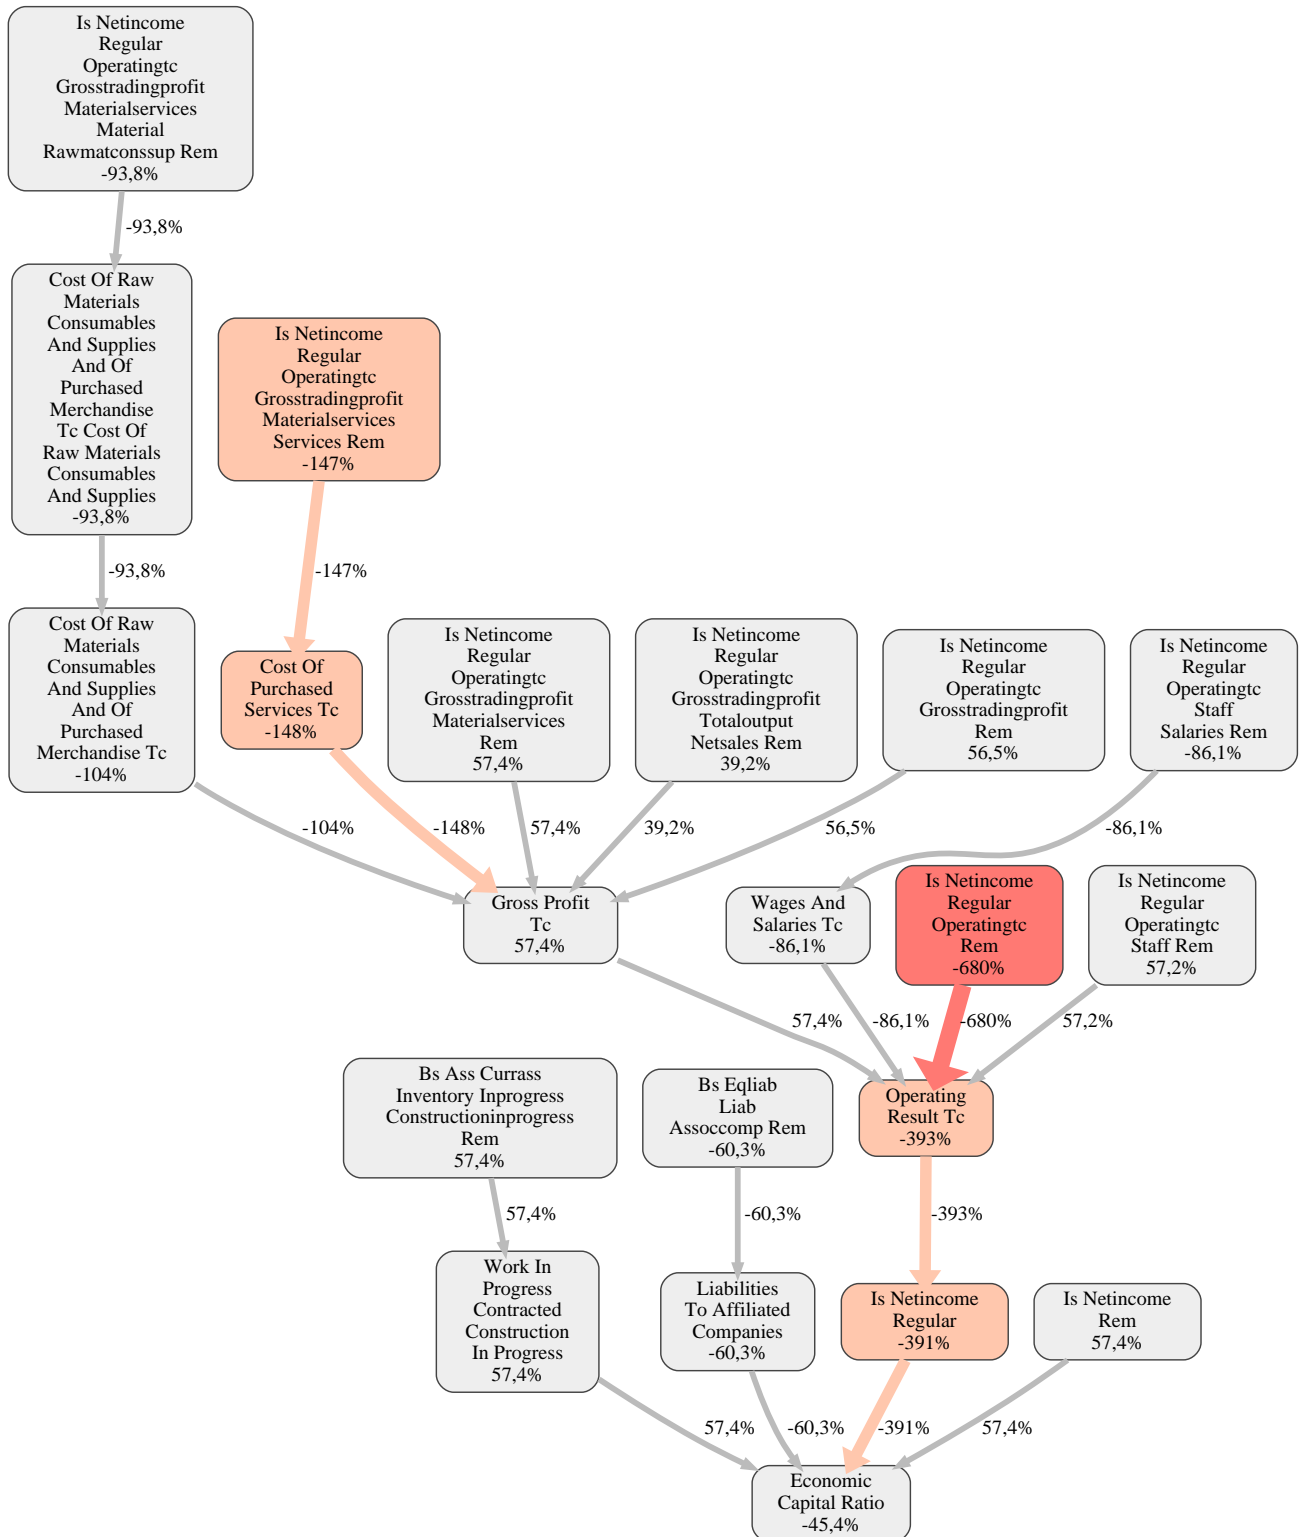 Is Netincome
Regular
Operatingtc
Grosstradingprofit
Materialservices
Material
Rawmatconssup Rem
-93,8%
-93,8%
Cost Of Raw
Materials
Consumables
And Supplies
And Of
Purchased
Merchandise
Tc Cost Of
Raw Materials
Consumables
And Supplies
-93,8%
Is Netincome
Regular
Operatingtc
Grosstradingprofit
Materialservices
Services Rem
-147%
-93,8%
-147%
Cost Of Raw
Materials
Consumables
And Supplies
And Of
Purchased
Merchandise Tc
-104%
Cost Of
Purchased
Services Tc
-148%
Is Netincome
Regular
Operatingtc
Grosstradingprofit
Materialservices
Rem
57,4%
Is Netincome
Regular
Operatingtc
Grosstradingprofit
Totaloutput
Netsales Rem
39,2%
Is Netincome
Regular
Operatingtc
Grosstradingprofit
Rem
56,5%
Is Netincome
Regular
Operatingtc
Staff
Salaries Rem
-86,1%
-104%
-148%
57,4%
39,2%
56,5%
-86,1%
Gross Profit
Tc
57,4%
Wages And
Salaries Tc
-86,1%
Is Netincome
Regular
Operatingtc
Rem
-680%
Is Netincome
Regular
Operatingtc
Staff Rem
57,2%
57,4%
-86,1%
-680%
57,2%
Bs Ass Currass
Inventory Inprogress
Constructioninprogress
Rem
57,4%
Bs Eqliab
Liab
Assoccomp Rem
-60,3%
Operating
Result Tc
-393%
57,4%
-60,3%
-393%
Work In
Progress
Contracted
Construction
In Progress
57,4%
Liabilities
To Affiliated
Companies
-60,3%
Is Netincome
Regular
-391%
Is Netincome
Rem
57,4%
57,4%
-60,3%
-391%
57,4%
Economic
Capital Ratio
-45,4%